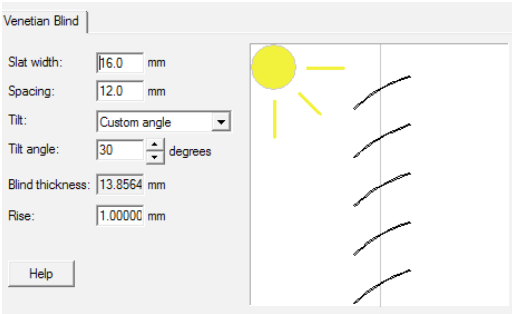 Venetian Blind
Slat width: 16.0 mm
Spacing: 12.0 mm
Tilt: Custom angle
Tilt angle: 30 degrees
Blind thickness: 13.8564 mm
Rise: 1.00000 mm
Help